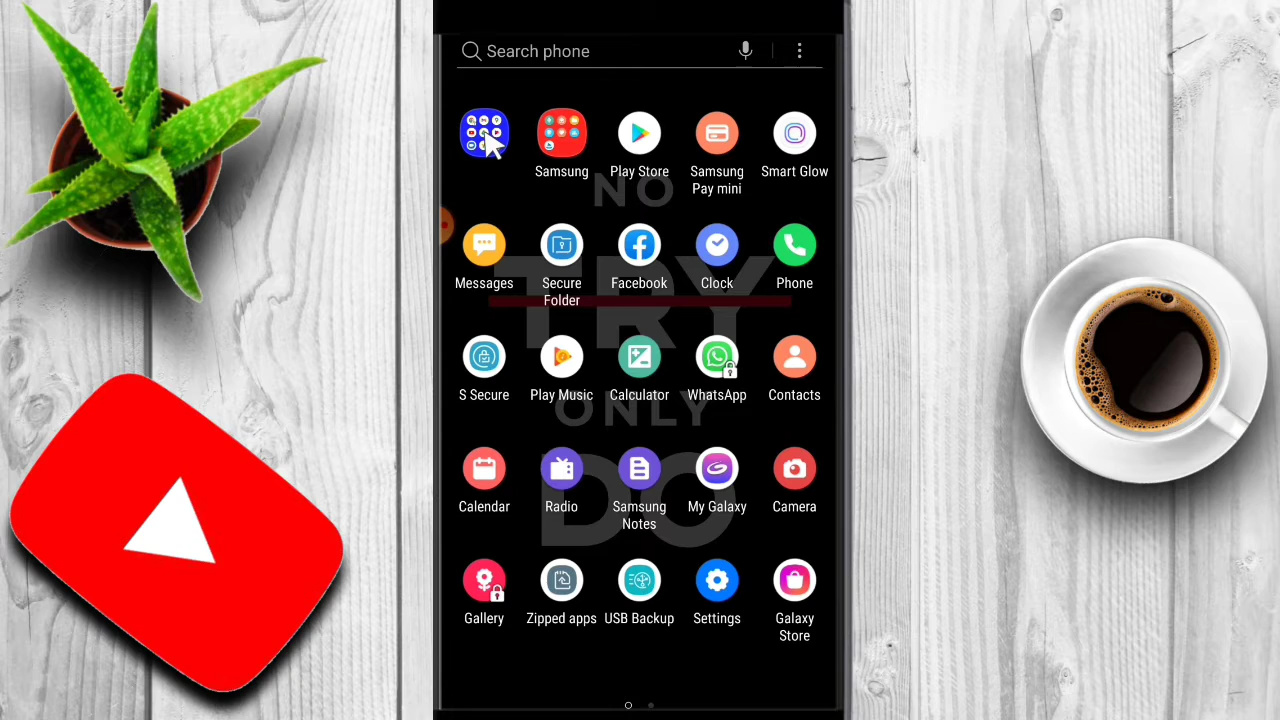 Search phone
Samsung
Play Store
Samsung
Pay mini
Smart Glow
NO
Messages
Secure
Folder
Facebook
Clock
Phone
TRY
S Secure
Play Music
Calculator
WhatsApp
Contacts
ONLY
Calendar
Radio
Samsung
Notes
My Galaxy
Camera
DO
Gallery
Zipped apps
USB Backup
Settings
Galaxy
Store